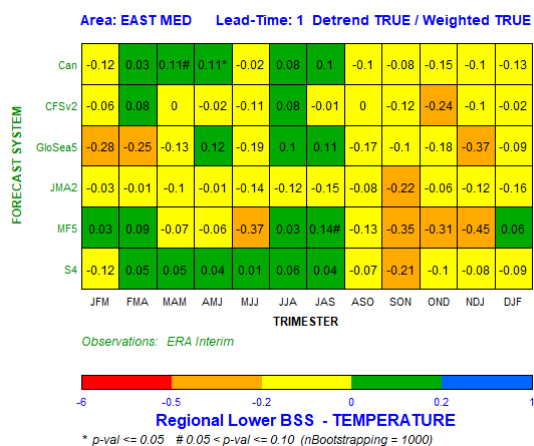 Area: EAST MED Lead-Time: 1 Detrend TRUE / Weighted TRUE
FORECAST SYSTEM
Can -0.12 0.03 0.11# 0.11* -0.02 0.08 0.1 -0.1 -0.08 -0.15 -0.1 -0.13
CFSv2 -0.06 0.08 0 -0.02 -0.11 0.08 -0.01 0 -0.12 -0.24 -0.1 -0.02
GloSea5 -0.28 -0.25 -0.13 0.12 -0.19 0.1 0.11 -0.17 -0.1 -0.18 -0.37 -0.09
JMA2 -0.03 -0.01 -0.1 -0.01 -0.14 -0.12 -0.15 -0.08 -0.22 -0.06 -0.12 -0.16
MF5 0.03 0.09 -0.07 -0.06 -0.37 0.03 0.14# -0.13 -0.35 -0.31 -0.45 0.06
S4 -0.12 0.05 0.05 0.04 0.01 0.06 0.04 -0.07 -0.21 -0.1 -0.08 -0.09
JFM FMA MAM AMJ MJJ JJA JAS ASO SON OND NDJ DJF
TRIMESTER
Observations: ERA Interim
-6 -0.5 -0.2 0 0.2 1
Regional Lower BSS - TEMPERATURE
* p-val <= 0.05 # 0.05 < p-val <= 0.10 (nBootstrapping = 1000)